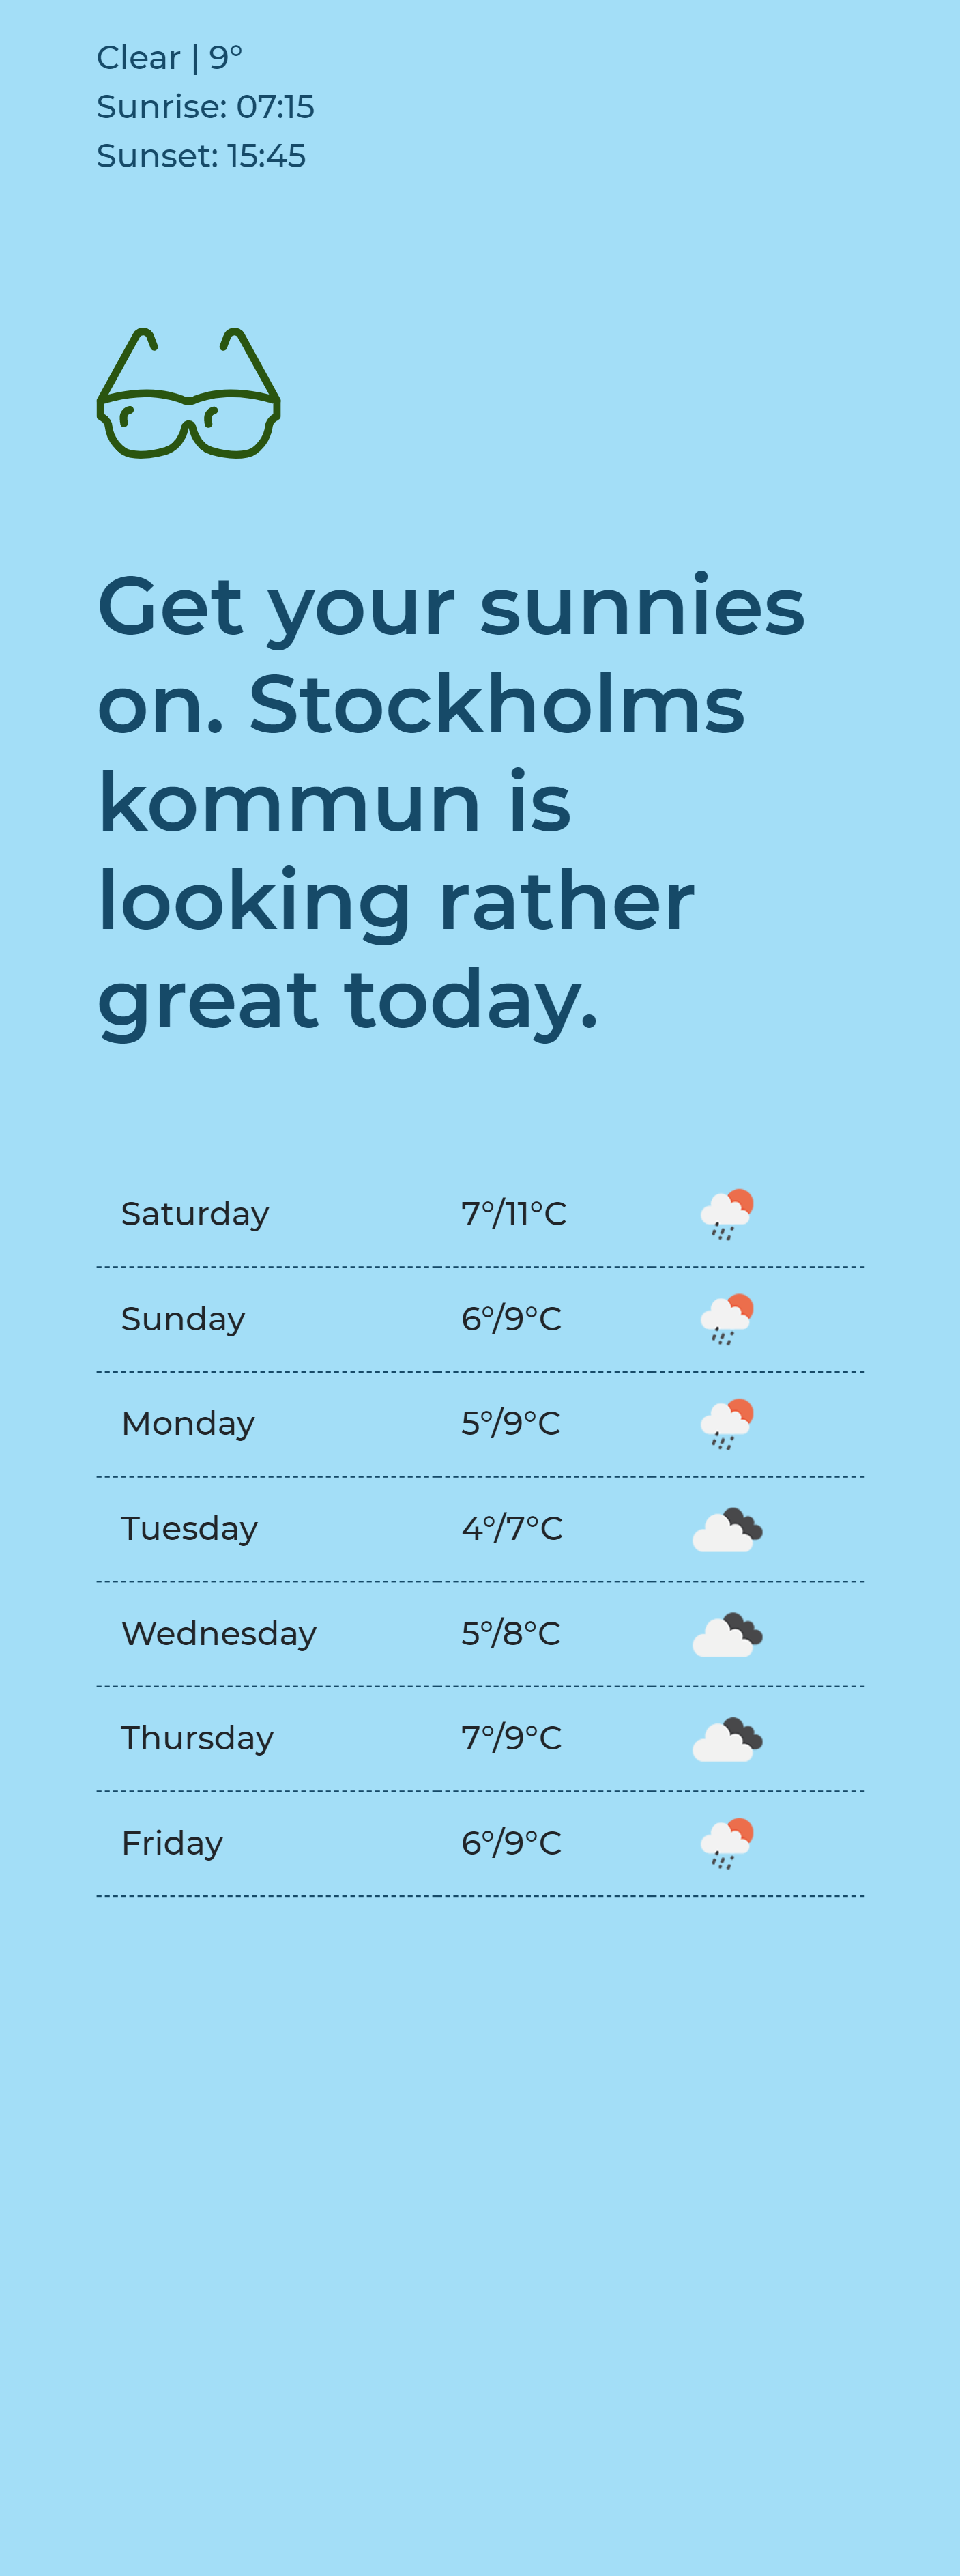 Clear | 9°
Sunrise: 07:15
Sunset: 15:45
Get your sunnies
on. Stockholms
kommun is
looking rather
great today.
Saturday 7°/11°C
Sunday 6°/9°C
Monday 5°/9°C
Tuesday 4°/7°C
Wednesday 5°/8°C
Thursday 7°/9°C
Friday 6°/9°C